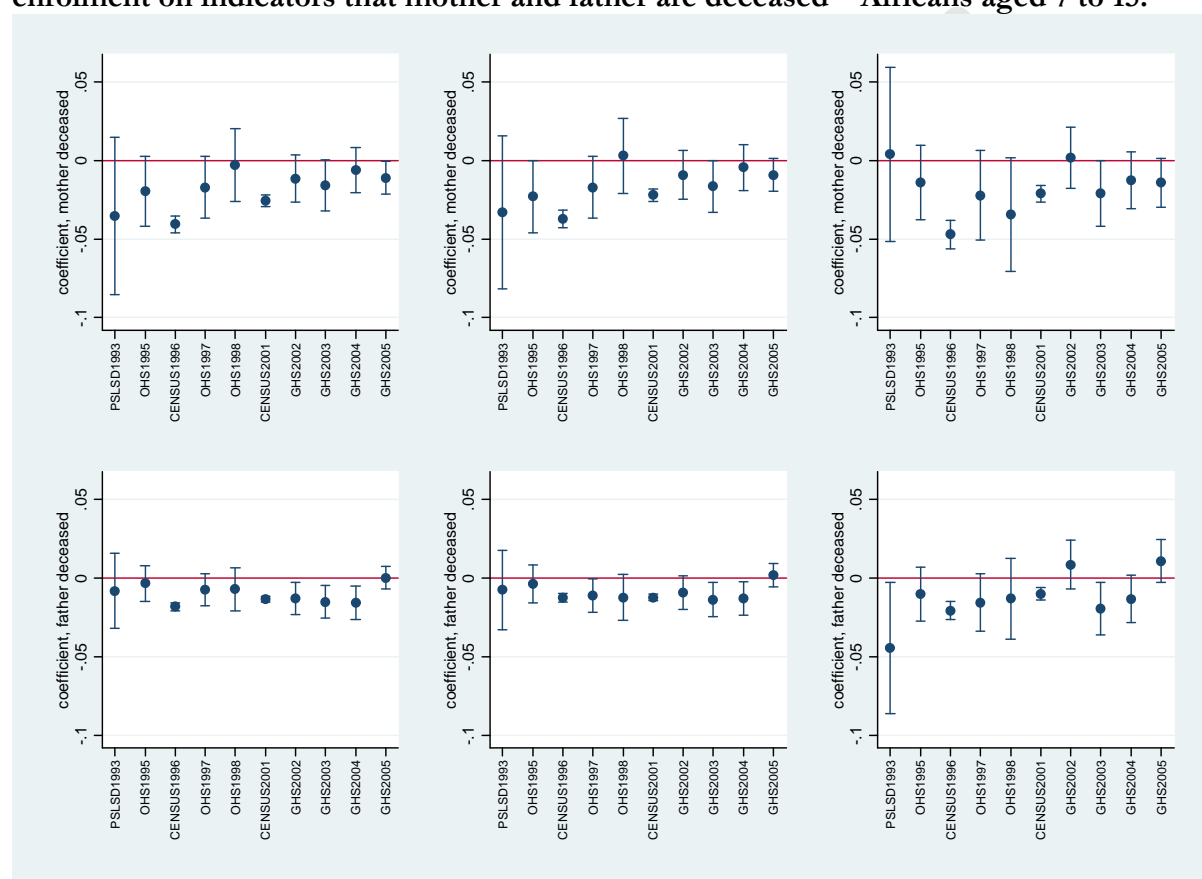 enrolment on indicators that mother and father are deceased – Africans aged 7 to 15.
coefficient, mother deceased
.05
0
-.05
-.1
PSLSD1993
OHS1995
CENSUS1996
OHS1997
OHS1998
CENSUS2001
GHS2002
GHS2003
GHS2004
GHS2005
coefficient, mother deceased
.05
0
-.05
-.1
PSLSD1993
OHS1995
CENSUS1996
OHS1997
OHS1998
CENSUS2001
GHS2002
GHS2003
GHS2004
GHS2005
coefficient, mother deceased
.05
0
-.05
-.1
PSLSD1993
OHS1995
CENSUS1996
OHS1997
OHS1998
CENSUS2001
GHS2002
GHS2003
GHS2004
GHS2005
coefficient, father deceased
.05
0
-.05
-.1
PSLSD1993
OHS1995
CENSUS1996
OHS1997
OHS1998
CENSUS2001
GHS2002
GHS2003
GHS2004
GHS2005
coefficient, father deceased
.05
0
-.05
-.1
PSLSD1993
OHS1995
CENSUS1996
OHS1997
OHS1998
CENSUS2001
GHS2002
GHS2003
GHS2004
GHS2005
coefficient, father deceased
.05
0
-.05
-.1
PSLSD1993
OHS1995
CENSUS1996
OHS1997
OHS1998
CENSUS2001
GHS2002
GHS2003
GHS2004
GHS2005